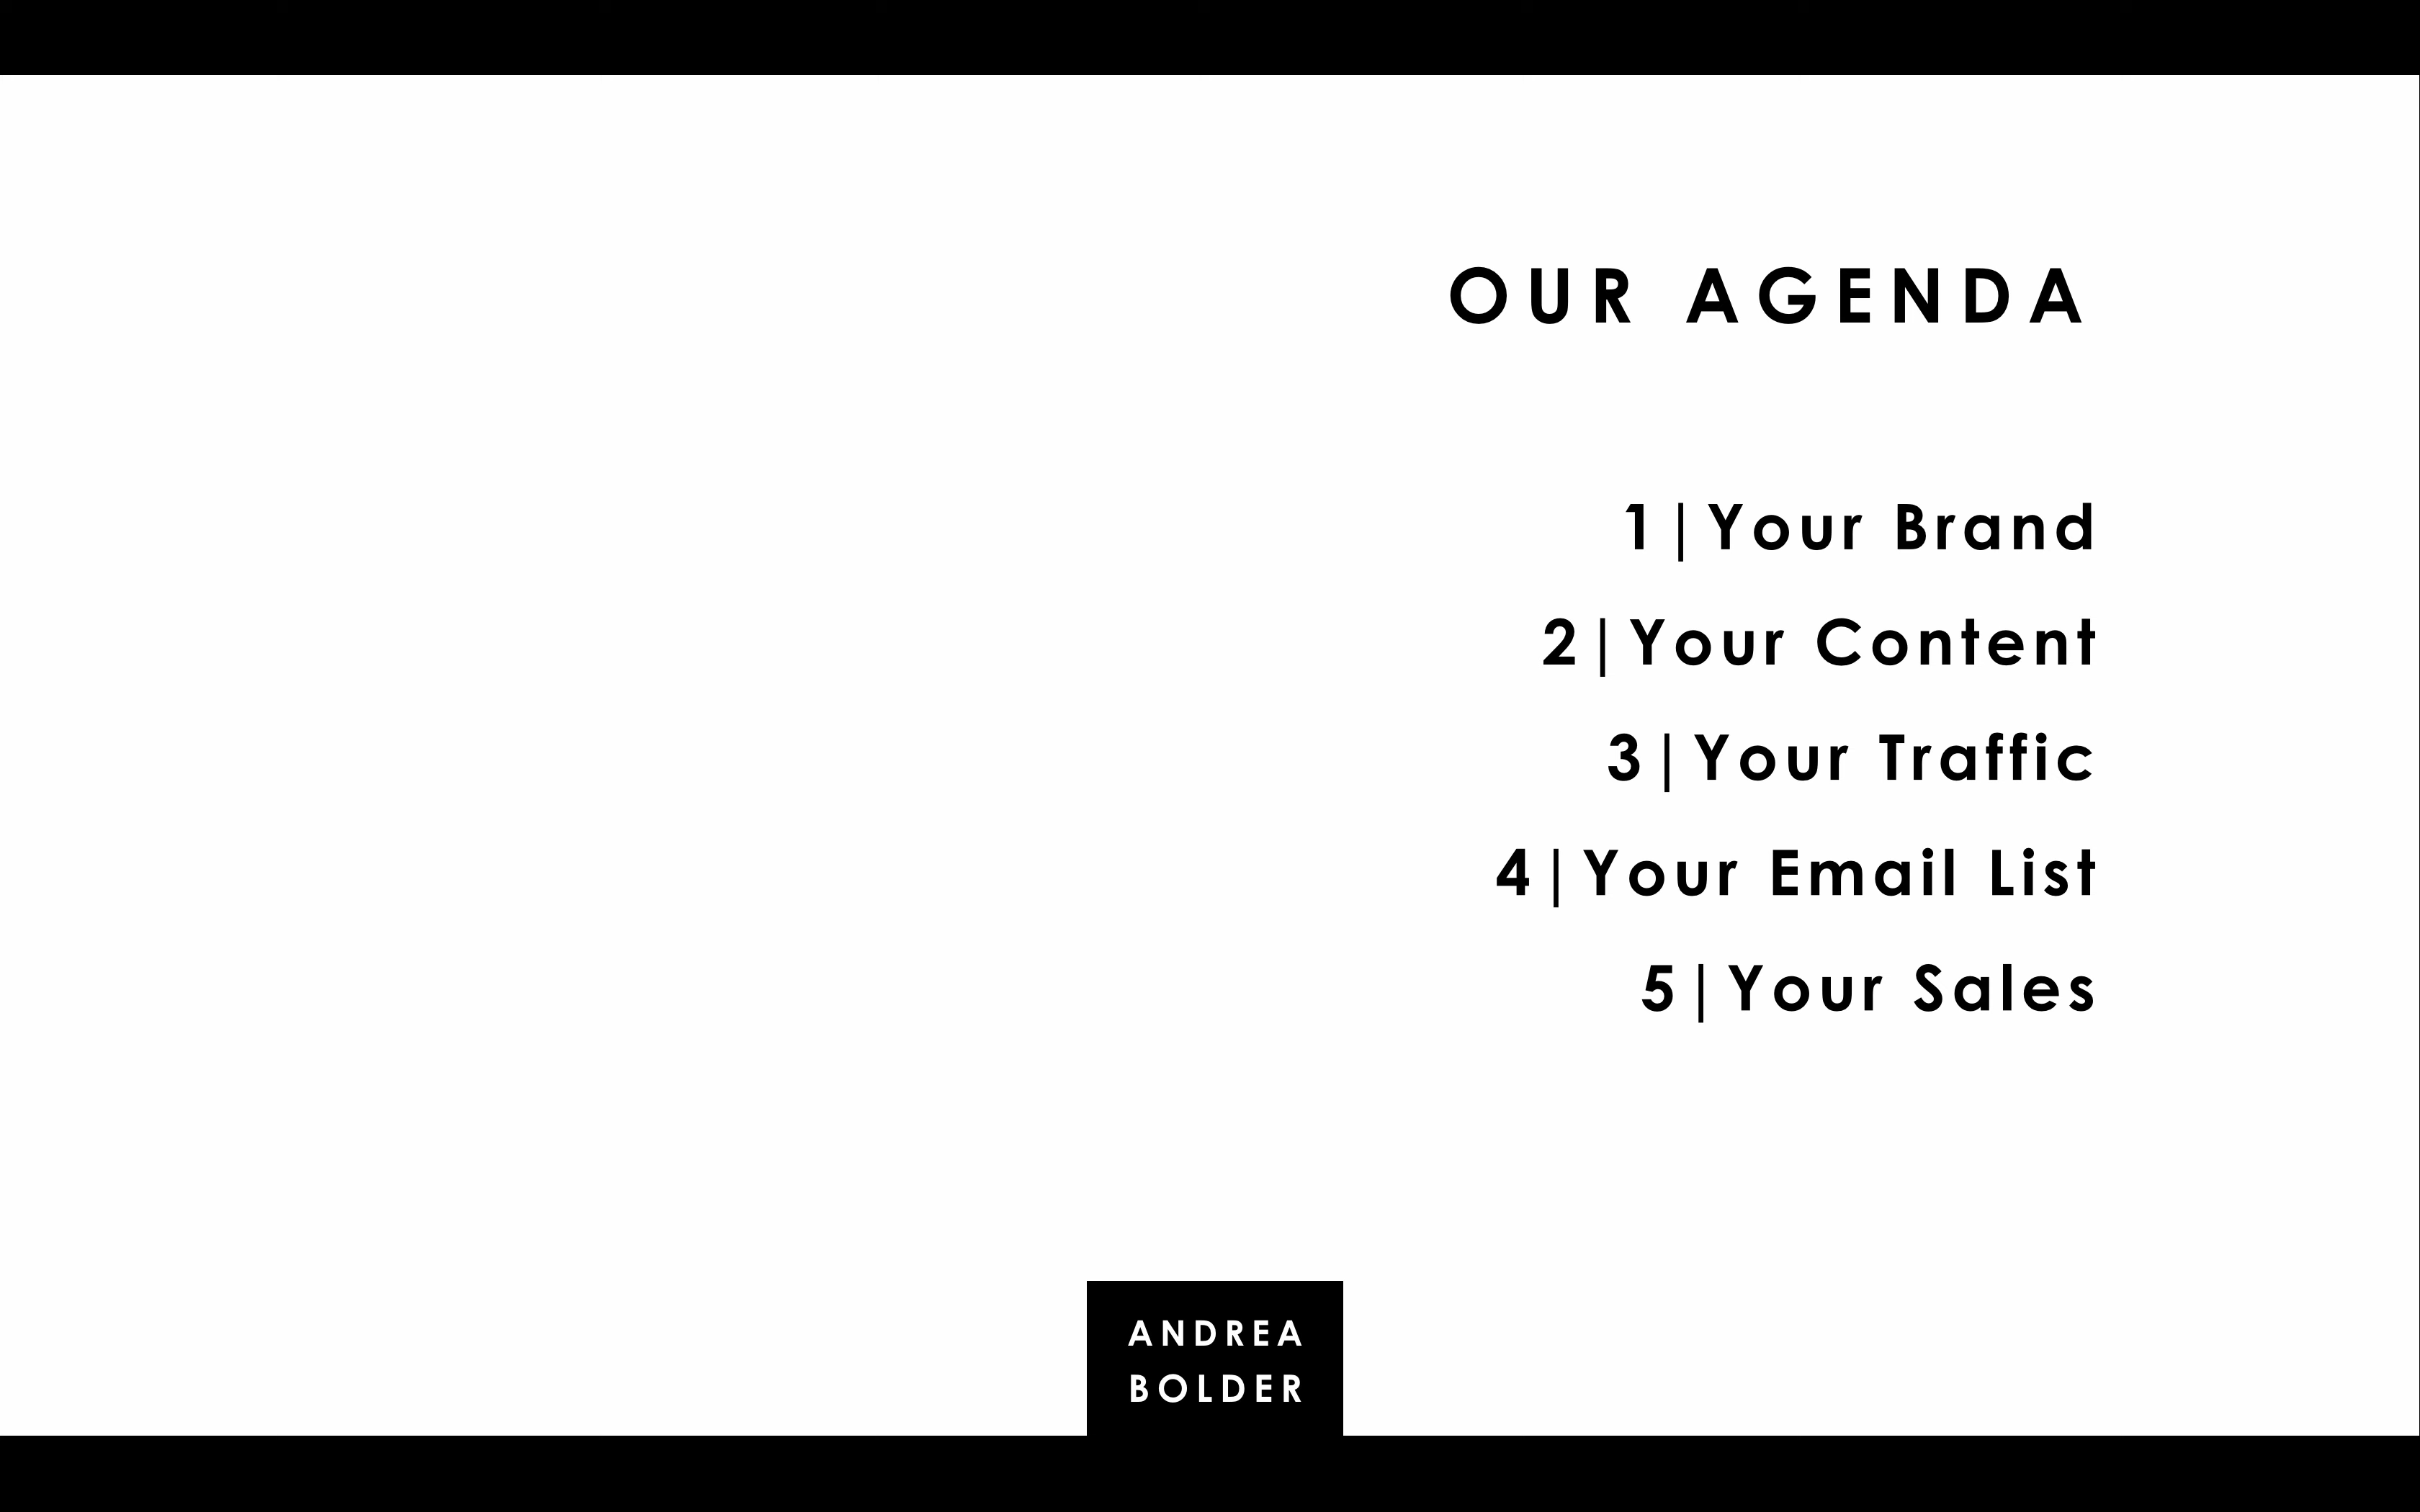 OUR AGENDA
1 | Your Brand
2 | Your Content
3 | Your Traffic
4 | Your Email List
5 | Your Sales
ANDREA
BOLDER